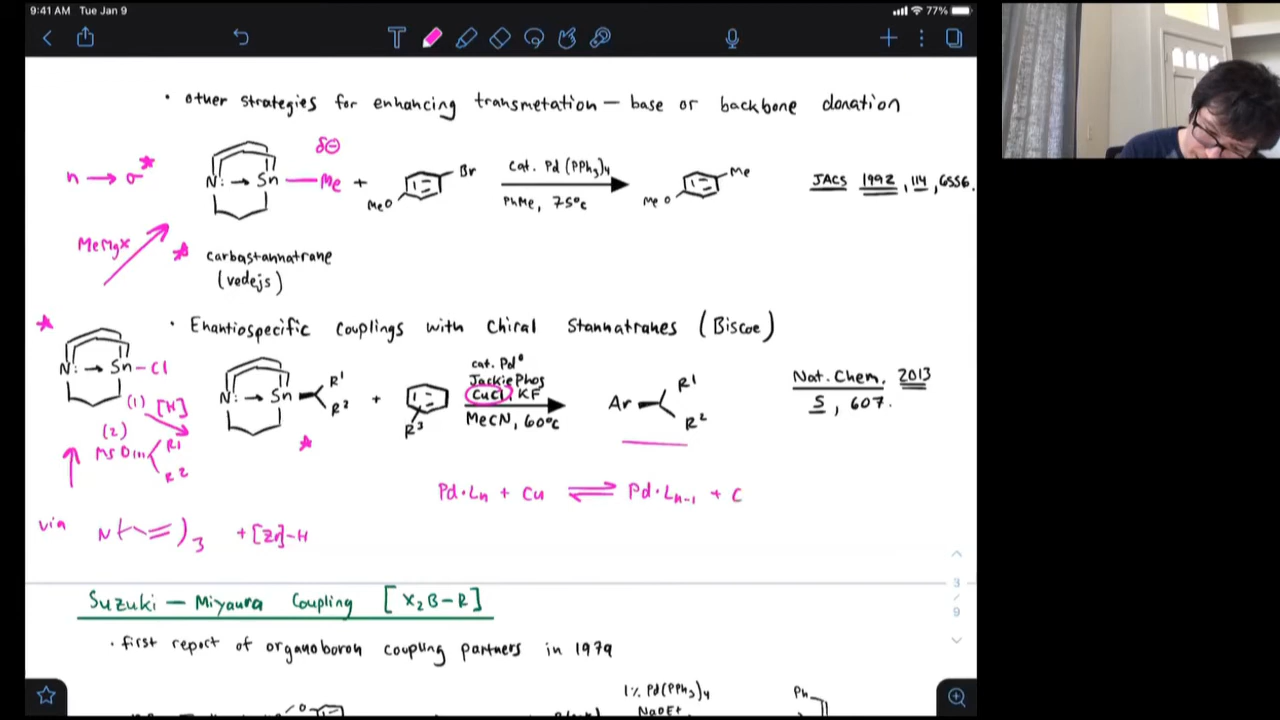 9:41 AM Tue Jan 9
77%
• other strategies for enhancing transmetation — base or backbone donation
n → σ*
N: → Sn — Me
δ⊖
+
MeO
Br
cat. Pd(PPh3)4
PhMe, 75°C
MeO
Me
JACS 1992, 114, 6556.
MeMgX
carbastannatrane
(vedejs)
• Enantiospecific Couplings with Chiral Stannatranes (Biscoe)
N: → Sn — Cl
(1) [H]
(2)
MsO
R1
R2
N: → Sn
R1
R2
+
R3
cat. Pd°
JackiePhos
CuCl, KF
MeCN, 60°C
Ar
R1
R2
Nat. Chem. 2013
5, 607.
Pd·Ln + Cu ⇌ Pd·Ln-1 + C
via
N( )3 + [Zr]-H
3
9
Suzuki — Miyaura Coupling [X2B-R]
• first report of organoboron coupling partners in 1979
1% Pd(PPh3)4
NaOEt
Ph
O